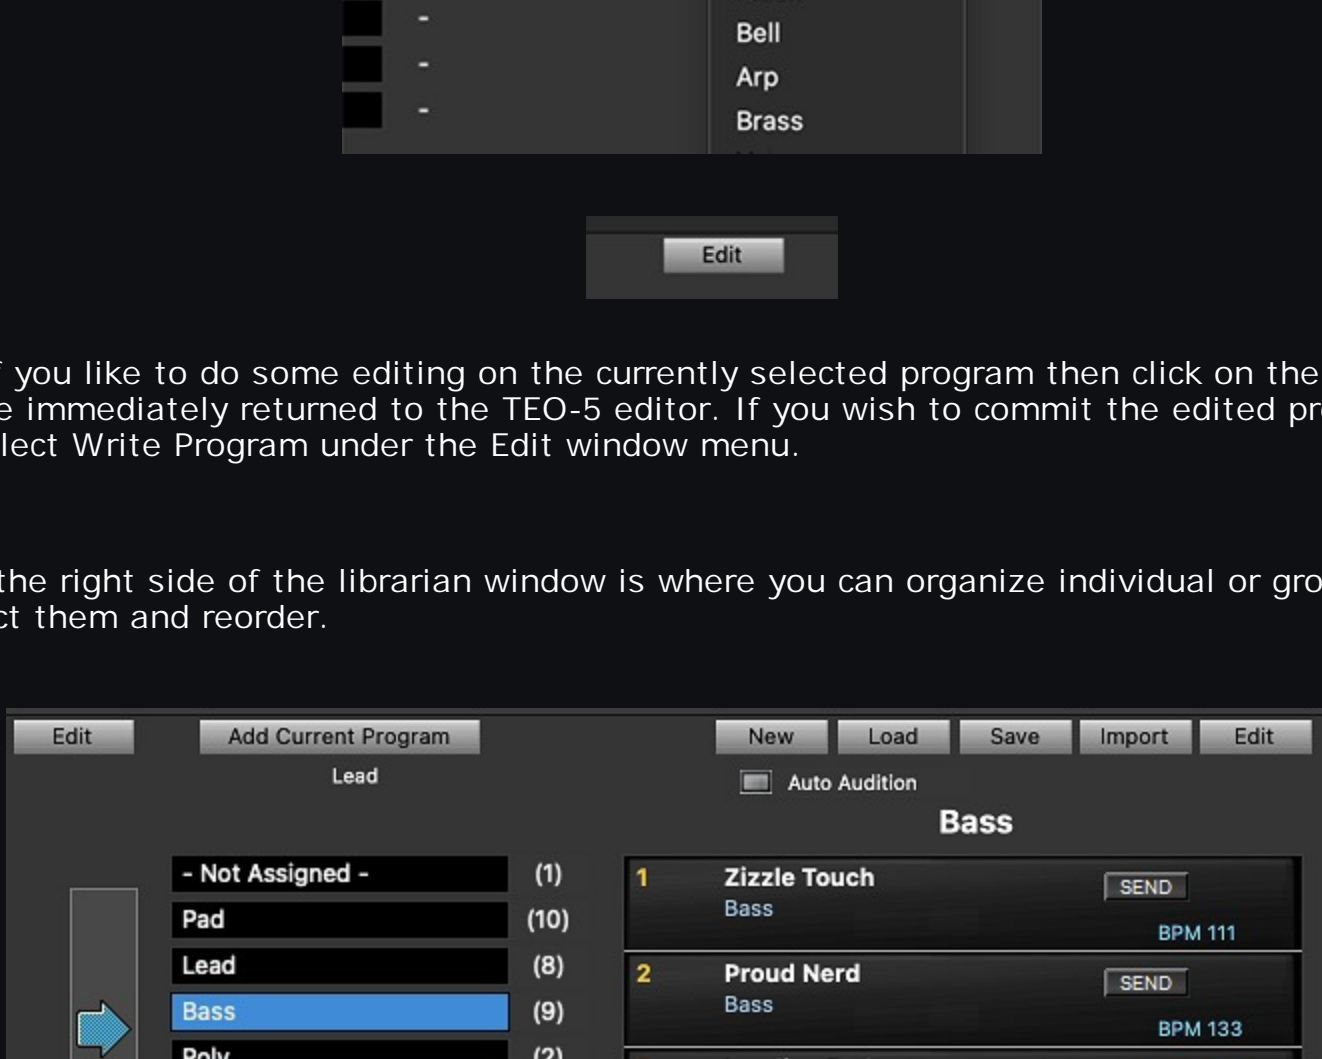 -
Bell
-
Arp
-
Brass
Edit
f you like to do some editing on the currently selected program then click on the
e immediately returned to the TEO-5 editor. If you wish to commit the edited pr
lect Write Program under the Edit window menu.
the right side of the librarian window is where you can organize individual or gro
ct them and reorder.
Edit Add Current Program New Load Save Import Edit
Lead
Auto Audition
Bass
- Not Assigned - (1)
Pad (10)
Lead (8)
Bass (9)
Poly (2)
1 Zizzle Touch SEND
Bass
BPM 111
2 Proud Nerd SEND
Bass
BPM 133